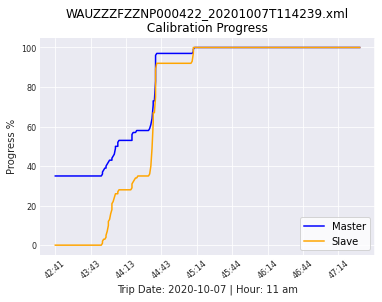 WAUZZZFZZNP000422_20201007T114239.xml
Calibration Progress
Progress %
100
80
60
40
20
0
42:41
43:43
44:13
44:43
45:14
45:44
46:14
46:44
47:14
Master
Slave
Trip Date: 2020-10-07 | Hour: 11 am